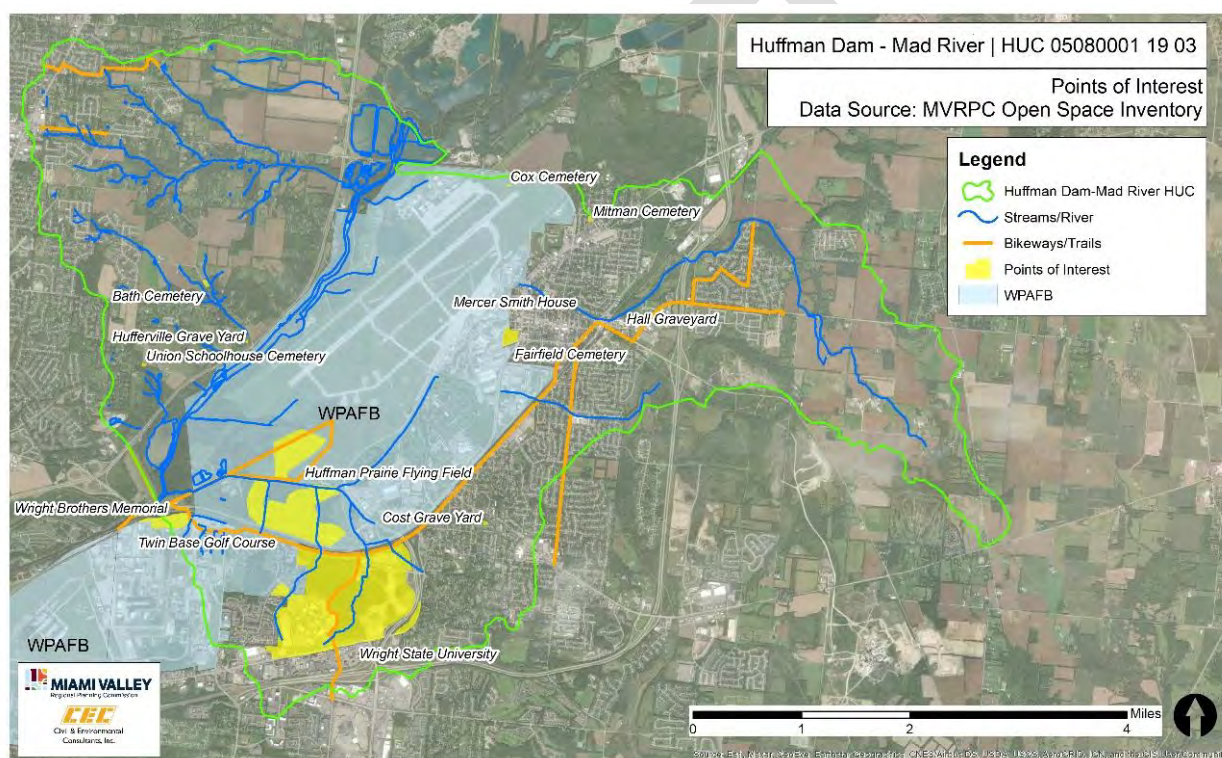 Huffman Dam - Mad River | HUC 05080001 19 03
Points of Interest
Data Source: MVRPC Open Space Inventory
Legend
Huffman Dam-Mad River HUC
Streams/River
Bikeways/Trails
Points of Interest
WPAFB
Cox Cemetery
Mitman Cemetery
Bath Cemetery
Mercer Smith House
Hall Graveyard
Hufferville Grave Yard
Union Schoolhouse Cemetery
Fairfield Cemetery
WPAFB
Huffman Prairie Flying Field
Wright Brothers Memorial
Cost Grave Yard
Twin Base Golf Course
WPAFB
Wright State University
MIAMI VALLEY
Regional Planning Commission
CEC
Civil & Environmental
Consultants, Inc.
Miles
0 1 2 4